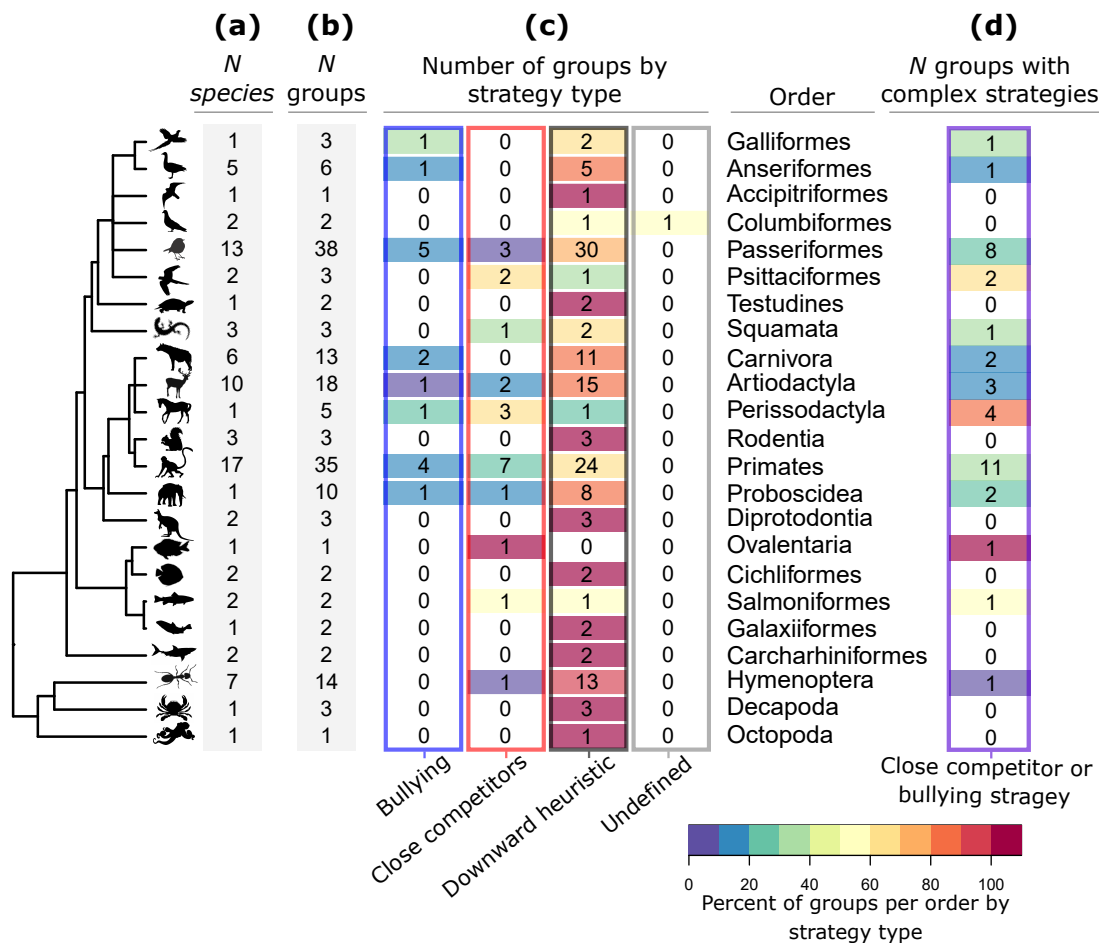 (a) (b) (c) (d)
N species
N groups
Number of groups by
strategy type
Order
N groups with
complex strategies
1 3 1 0 2 0 Galliformes 1
5 6 1 0 5 0 Anseriformes 1
1 1 0 0 1 0 Accipitriformes 0
2 2 0 0 1 1 Columbiformes 0
13 38 5 3 30 0 Passeriformes 8
2 3 0 2 1 0 Psittaciformes 2
1 2 0 0 2 0 Testudines 0
3 3 0 1 2 0 Squamata 1
6 13 2 0 11 0 Carnivora 2
10 18 1 2 15 0 Artiodactyla 3
1 5 1 3 1 0 Perissodactyla 4
3 3 0 0 3 0 Rodentia 0
17 35 4 7 24 0 Primates 11
1 10 1 1 8 0 Proboscidea 2
2 3 0 0 3 0 Diprotodontia 0
1 1 0 1 0 0 Ovalentaria 1
2 2 0 0 2 0 Cichliformes 0
2 2 0 1 1 0 Salmoniformes 1
1 2 0 0 2 0 Galaxiiformes 0
2 2 0 0 2 0 Carcharhiniformes 0
7 14 0 1 13 0 Hymenoptera 1
1 3 0 0 3 0 Decapoda 0
1 1 0 0 1 0 Octopoda 0
Bullying
Close competitors
Downward heuristic
Undefined
Close competitor or
bullying stragey
0 20 40 60 80 100
Percent of groups per order by
strategy type